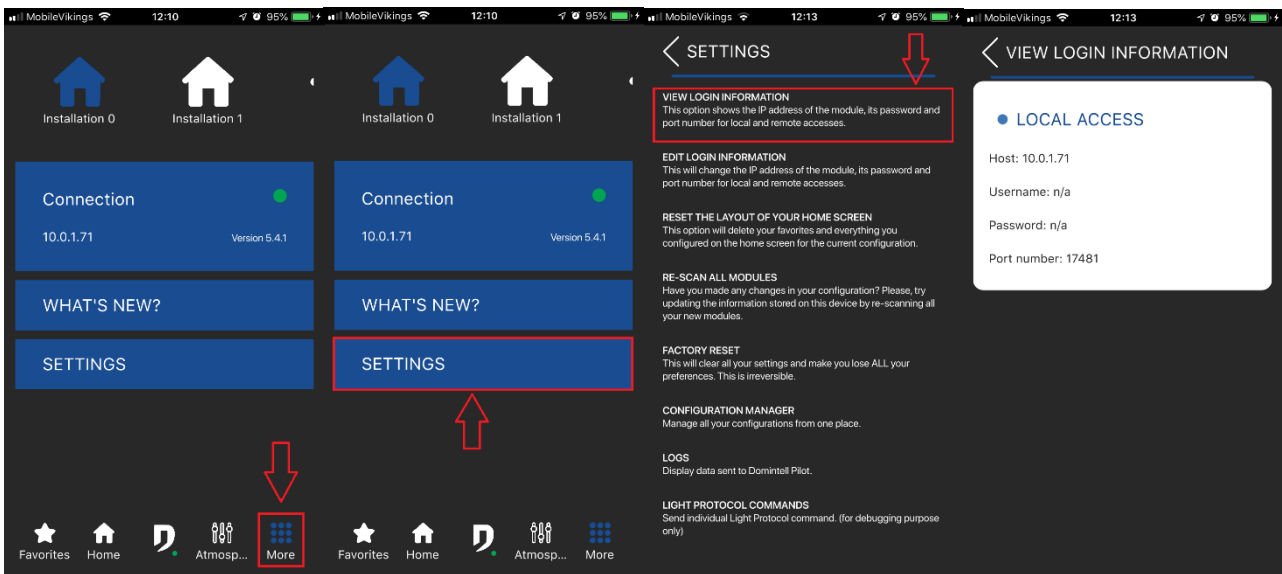 MobileVikings 12:10 95%
Installation 0 Installation 1
Connection
10.0.1.71 Version 5.4.1
WHAT'S NEW?
SETTINGS
Favorites Home Atmosp... More
MobileVikings 12:10 95%
Installation 0 Installation 1
Connection
10.0.1.71 Version 5.4.1
WHAT'S NEW?
SETTINGS
Favorites Home Atmosp... More
MobileVikings 12:13 95%
SETTINGS
VIEW LOGIN INFORMATION
This option shows the IP address of the module, its password and
port number for local and remote accesses.
EDIT LOGIN INFORMATION
This will change the IP address of the module, its password and
port number for local and remote accesses.
RESET THE LAYOUT OF YOUR HOME SCREEN
This option will delete your favorites and everything you
configured on the home screen for the current configuration.
RE-SCAN ALL MODULES
Have you made any changes in your configuration? Please, try
updating the information stored on this device by re-scanning all
your new modules.
FACTORY RESET
This will clear all your settings and make you lose ALL your
preferences. This is irreversible.
CONFIGURATION MANAGER
Manage all your configurations from one place.
LOGS
Display data sent to Domintell Pilot.
LIGHT PROTOCOL COMMANDS
Send individual Light Protocol command. (for debugging purpose
only)
MobileVikings 12:13 95%
VIEW LOGIN INFORMATION
LOCAL ACCESS
Host: 10.0.1.71
Username: n/a
Password: n/a
Port number: 17481